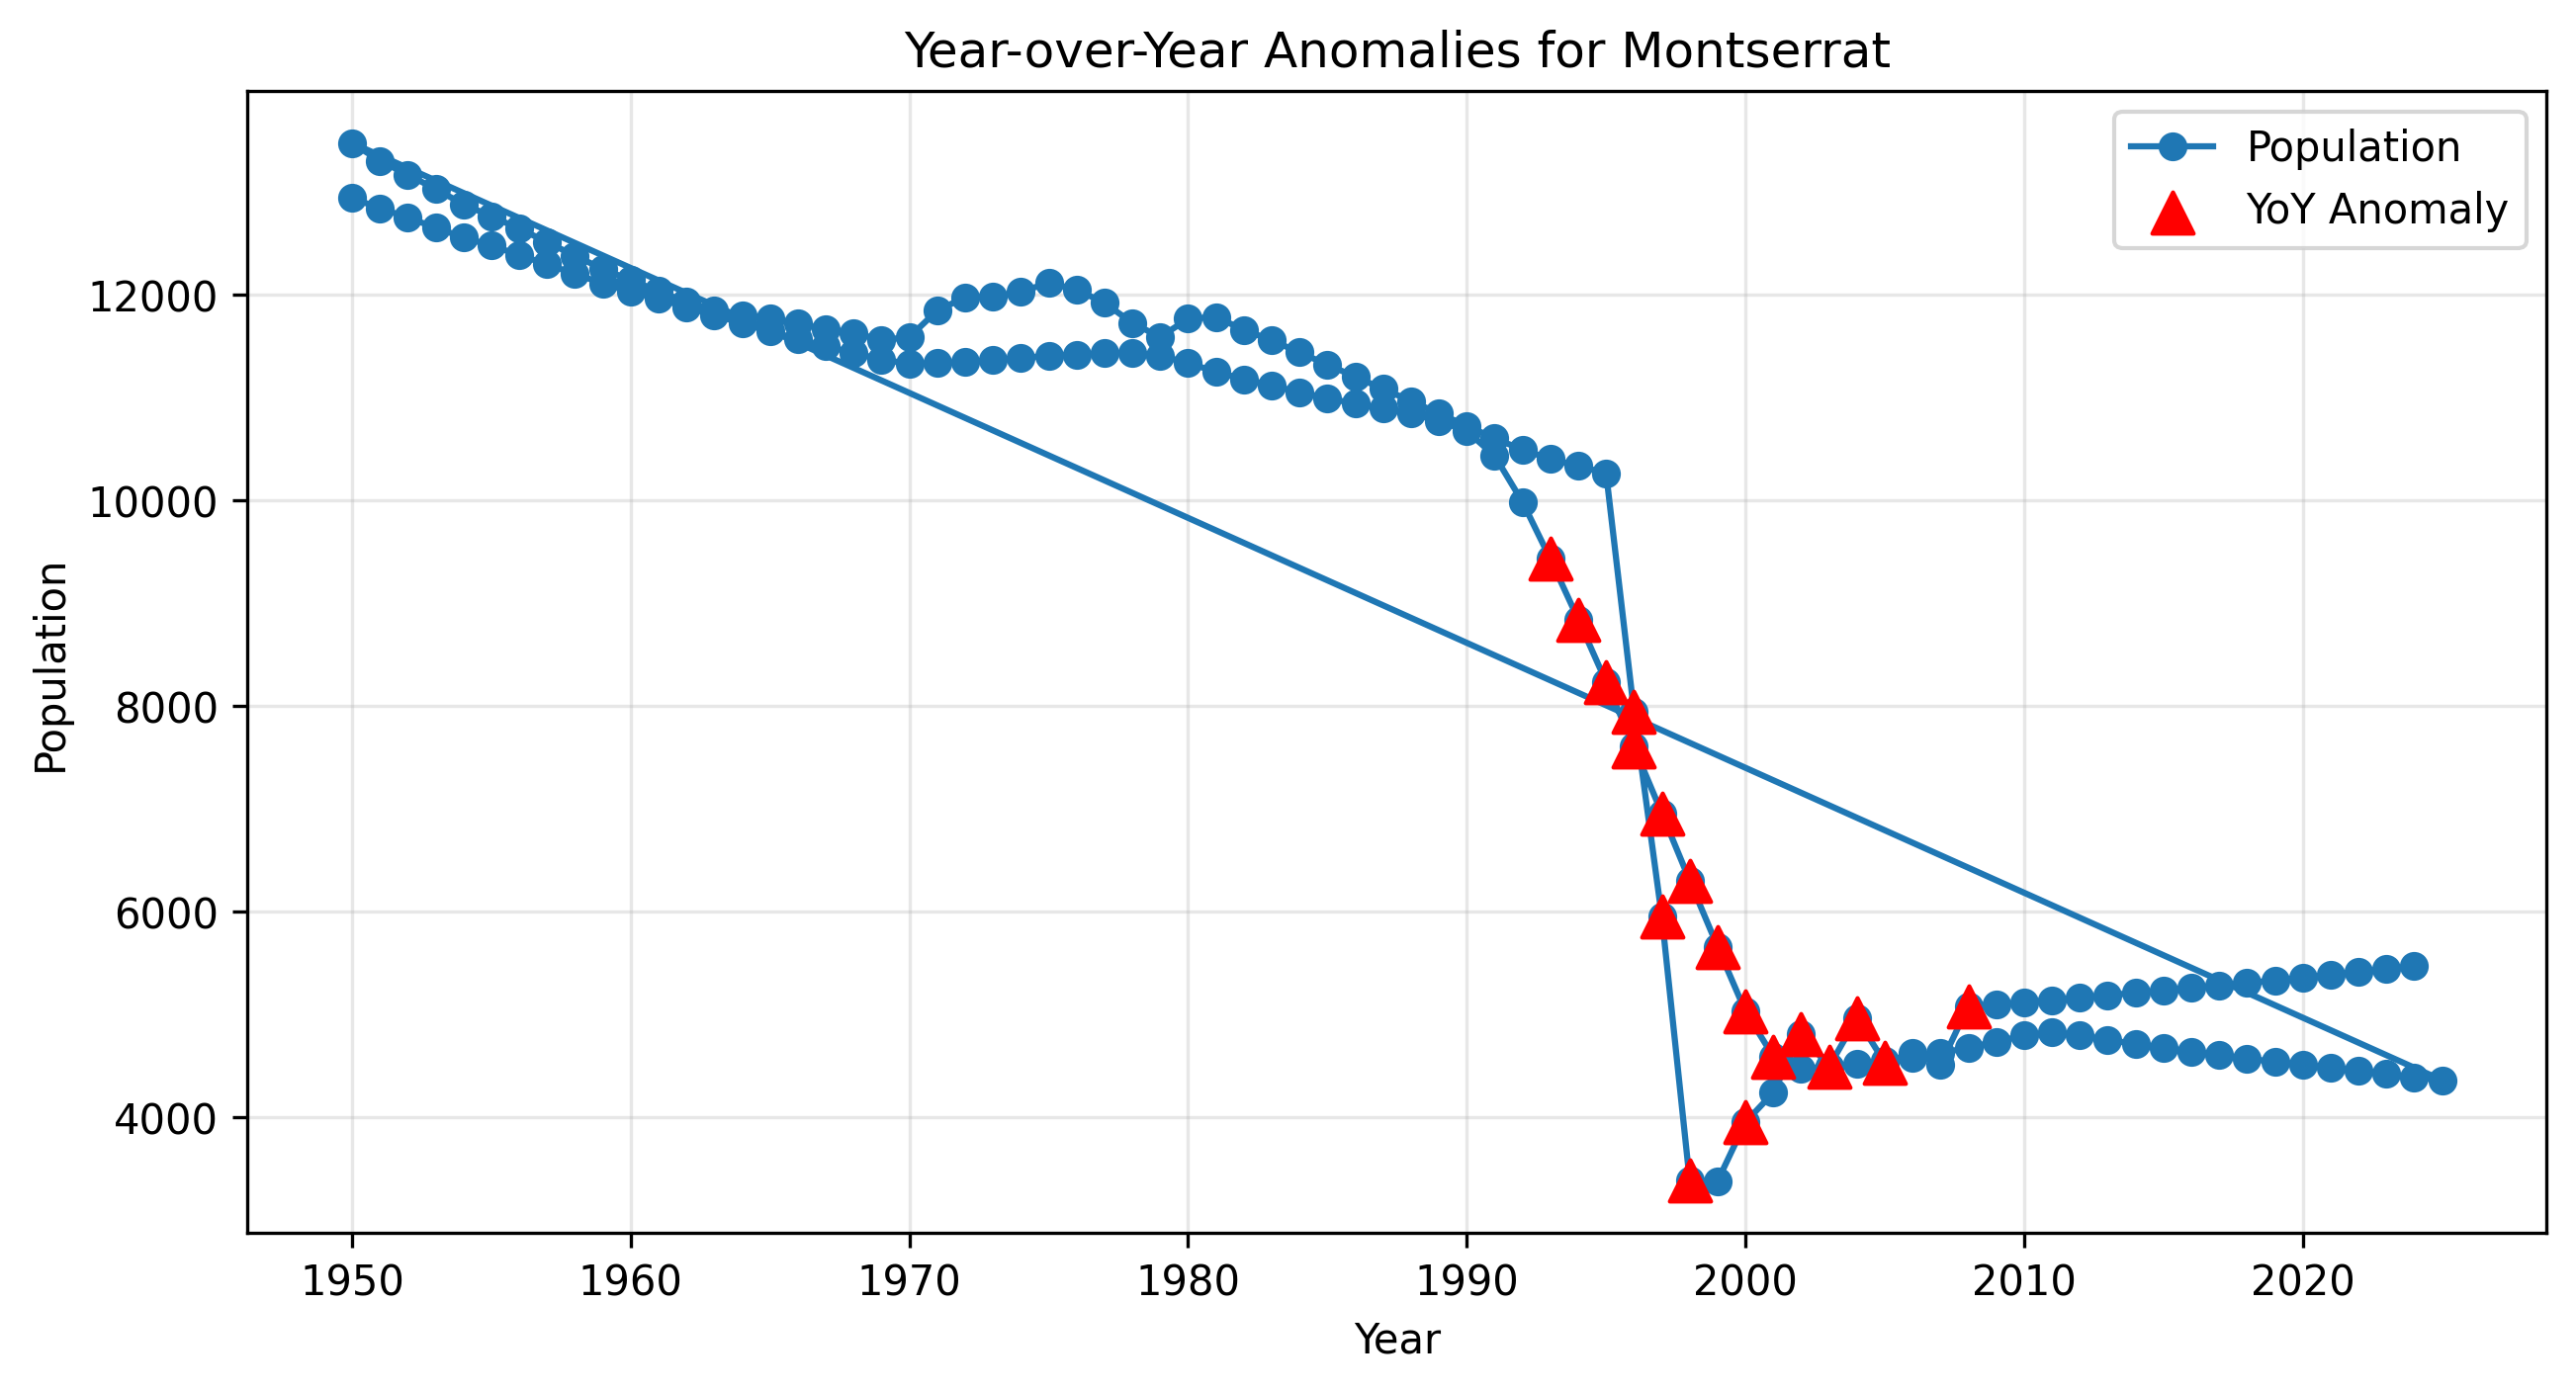 Year-over-Year Anomalies for Montserrat
Population
YoY Anomaly
12000
10000
8000
6000
4000
Population
1950 1960 1970 1980 1990 2000 2010 2020
Year